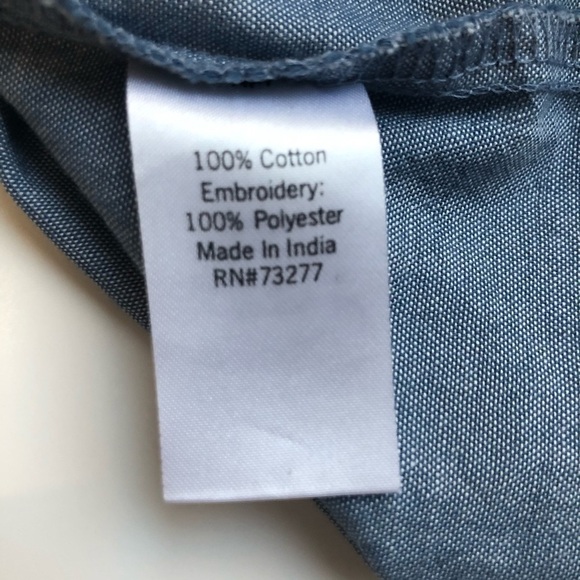 100% Cotton
Embroidery:
100% Polyester
Made In India
RN#73277